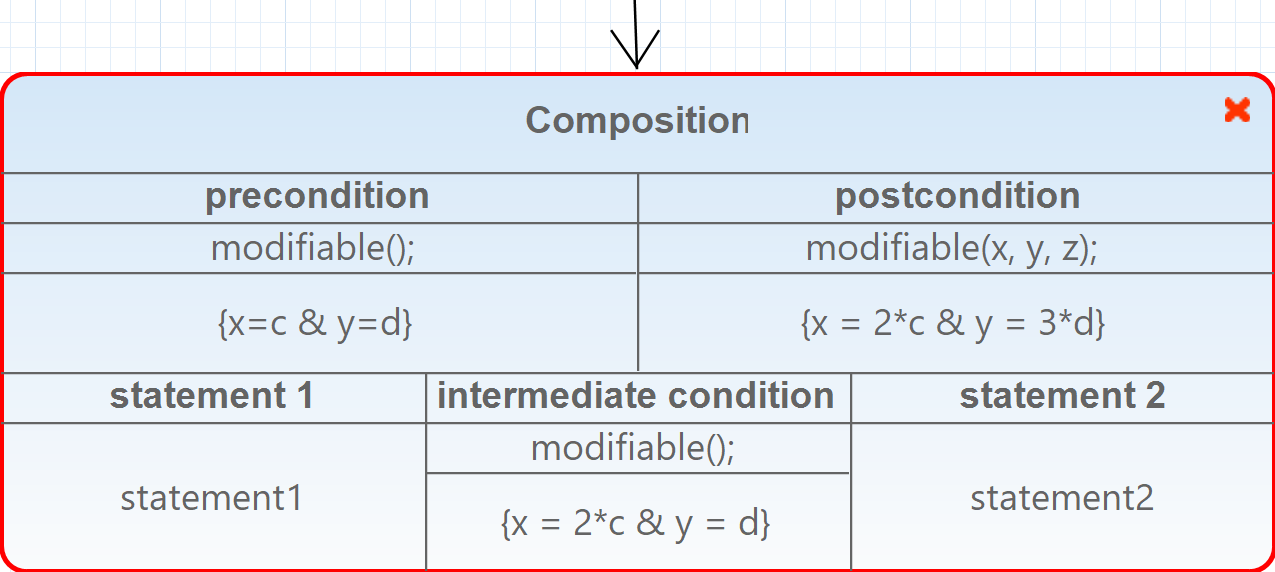 Composition
precondition
postcondition
modifiable();
modifiable(x, y, z);
{x=c & y=d}
{x = 2*c & y = 3*d}
statement 1
intermediate condition
statement 2
modifiable();
statement1
{x = 2*c & y = d}
statement2